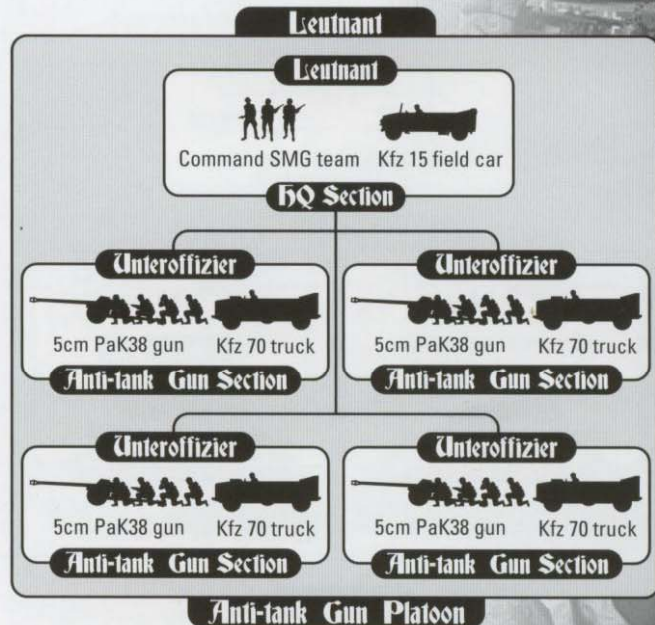 Leutnant
Leutnant
Command SMG team Kfz 15 field car
HQ Section
Unteroffizier Unteroffizier
5cm PaK38 gun Kfz 70 truck 5cm PaK38 gun Kfz 70 truck
Anti-tank Gun Section Anti-tank Gun Section
Unteroffizier Unteroffizier
5cm PaK38 gun Kfz 70 truck 5cm PaK38 gun Kfz 70 truck
Anti-tank Gun Section Anti-tank Gun Section
Anti-tank Gun Platoon